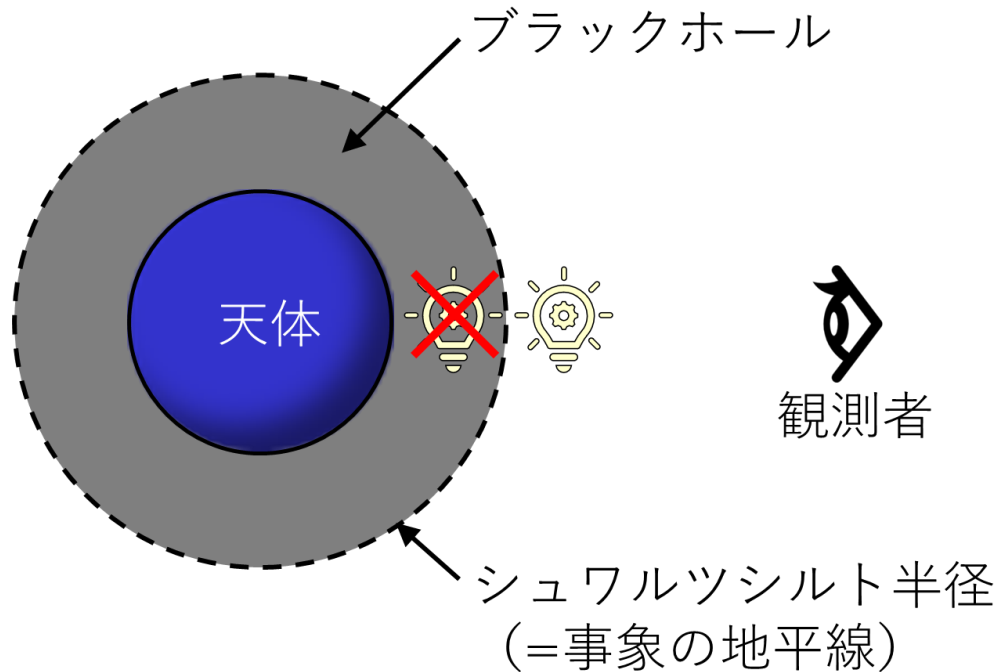 ブラックホール
天体
観測者
シュワルツシルト半径
(=事象の地平線)